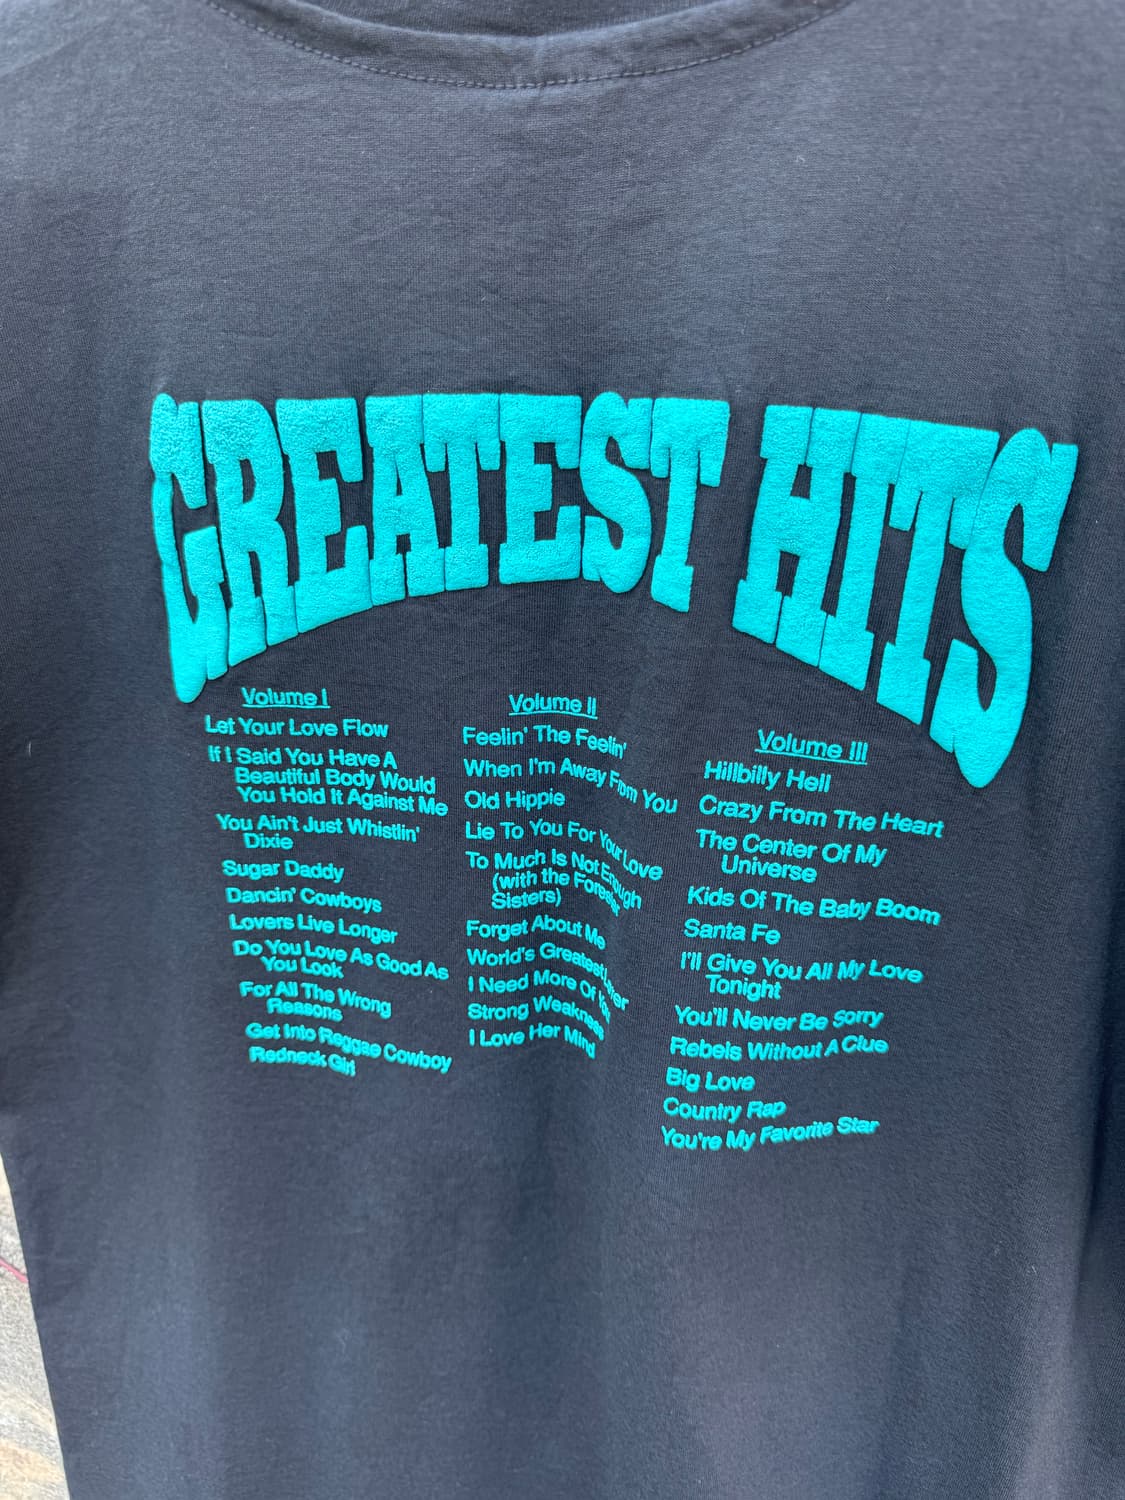 GREATEST HITS
Volume I
Let Your Love Flow
If I Said You Have A
Beautiful Body Would
You Hold It Against Me
You Ain't Just Whistlin'
Dixie
Sugar Daddy
Dancin' Cowboys
Lovers Live Longer
Do You Love As Good As
You Look
For All The Wrong
Reasons
Get Into Reggae Cowboy
Redneck Girl
Volume II
Feelin' The Feelin'
When I'm Away From You
Old Hippie
Lie To You For Your Love
To Much Is Not Enough
(with the Forester
Sisters)
Forget About Me
World's Greatest Lover
I Need More Of You
Strong Weakness
I Love Her Mind
Volume III
Hillbilly Hell
Crazy From The Heart
The Center Of My
Universe
Kids Of The Baby Boom
Santa Fe
I'll Give You All My Love
Tonight
You'll Never Be Sorry
Rebels Without A Clue
Big Love
Country Rap
You're My Favorite Star